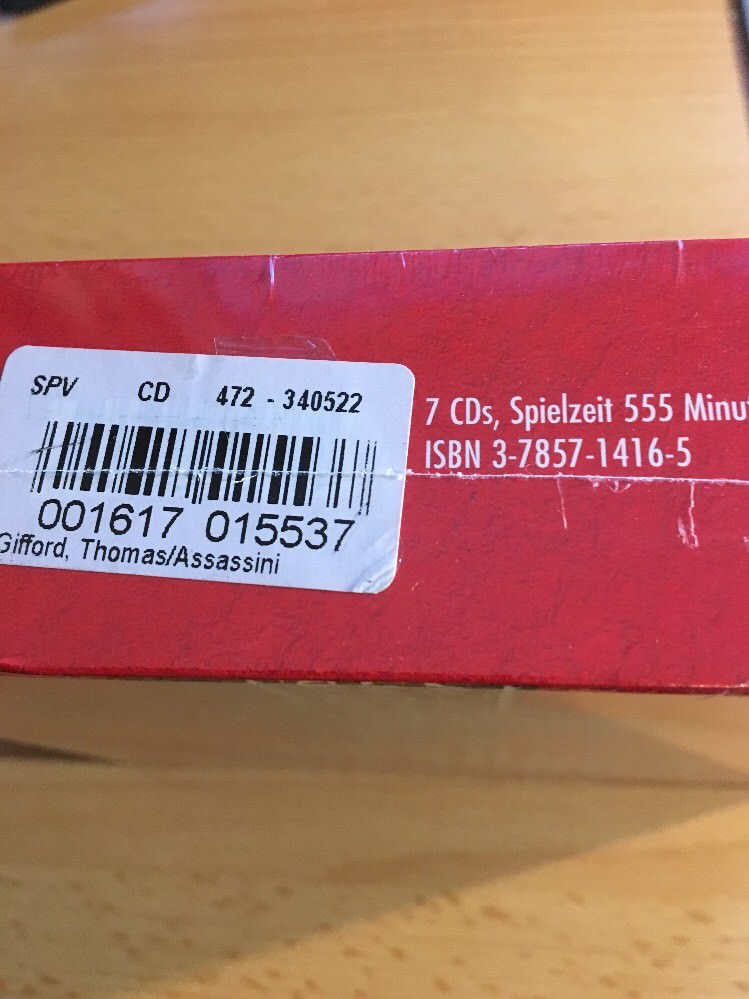 SPV CD 472 - 340522
001617 015537
Gifford, Thomas/Assassini
7 CDs, Spielzeit 555 Minut
ISBN 3-7857-1416-5